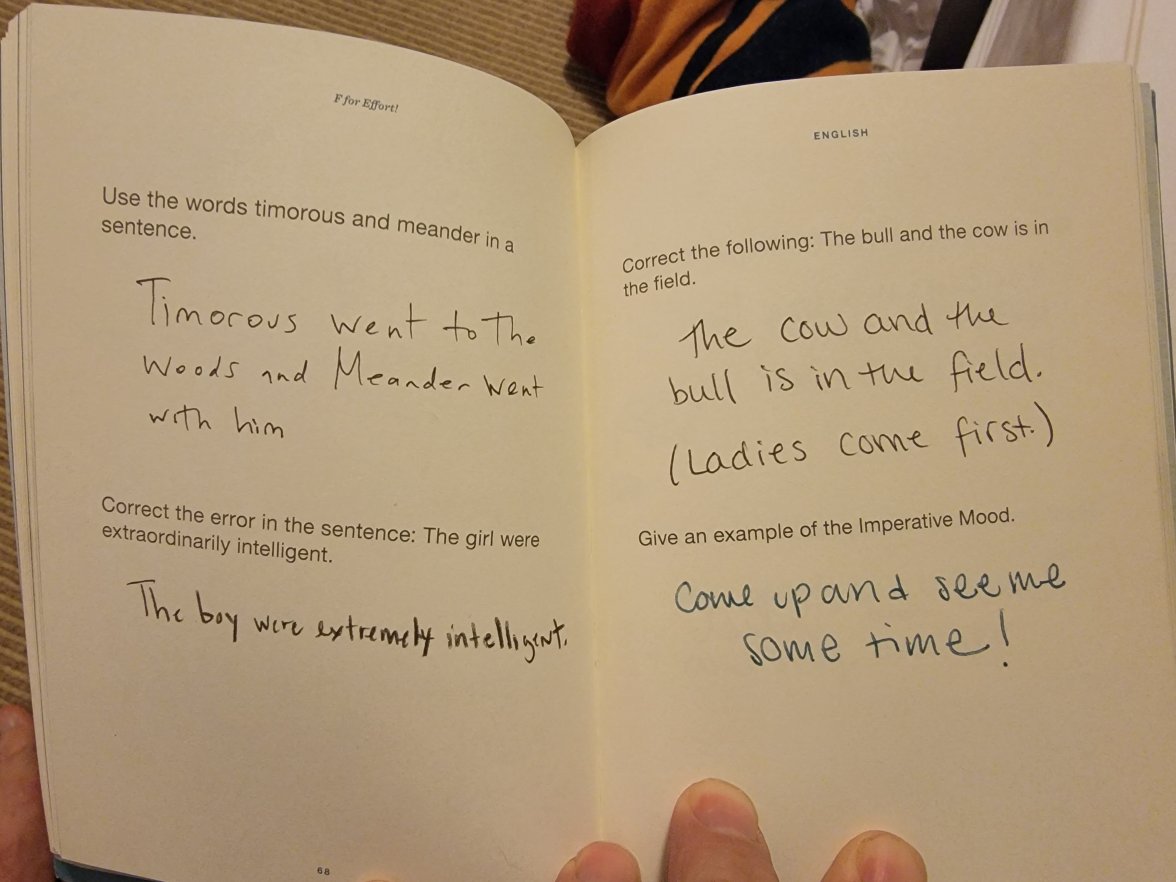 F for Effort!
Use the words timorous and meander in a
sentence.
Timorous went to the
woods and Meander went
with him
Correct the error in the sentence: The girl were
extraordinarily intelligent.
The boy were extremely intelligent.
68
ENGLISH
Correct the following: The bull and the cow is in
the field.
The cow and the
bull is in the field.
(Ladies come first.)
Give an example of the Imperative Mood.
Come up and see me
some time!